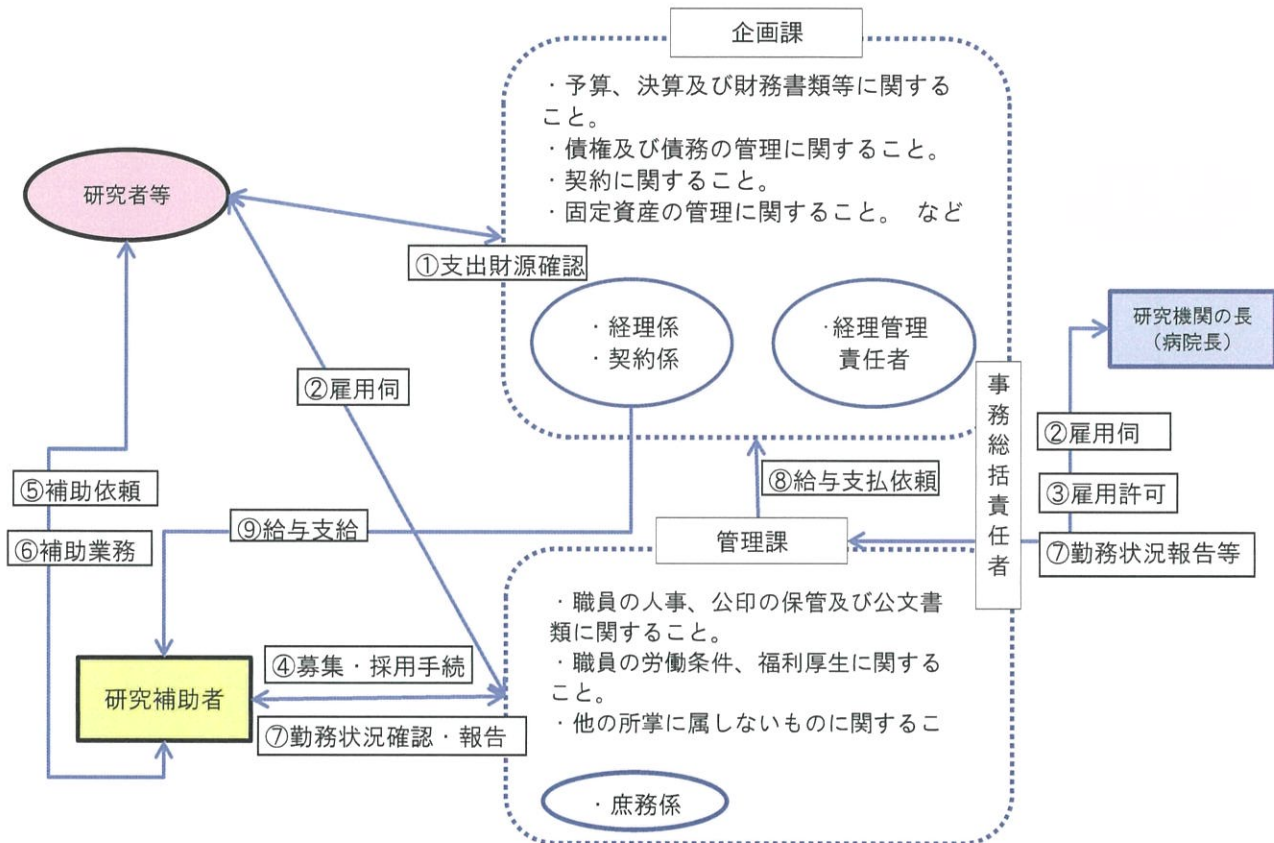 企画課
・予算、決算及び財務書類等に関する
こと。
・債権及び債務の管理に関すること。
・契約に関すること。
・固定資産の管理に関すること。 など
研究者等
①支出財源確認
・経理係
・契約係
・経理管理
責任者
研究機関の長
（病院長）
②雇用伺
事務総括責任者
②雇用伺
③雇用許可
⑦勤務状況報告等
⑤補助依頼
⑥補助業務
⑧給与支払依頼
⑨給与支給
管理課
・職員の人事、公印の保管及び公文書
類に関すること。
・職員の労働条件、福利厚生に関する
こと。
・他の所掌に属しないものに関するこ
④募集・採用手続
研究補助者
⑦勤務状況確認・報告
・庶務係